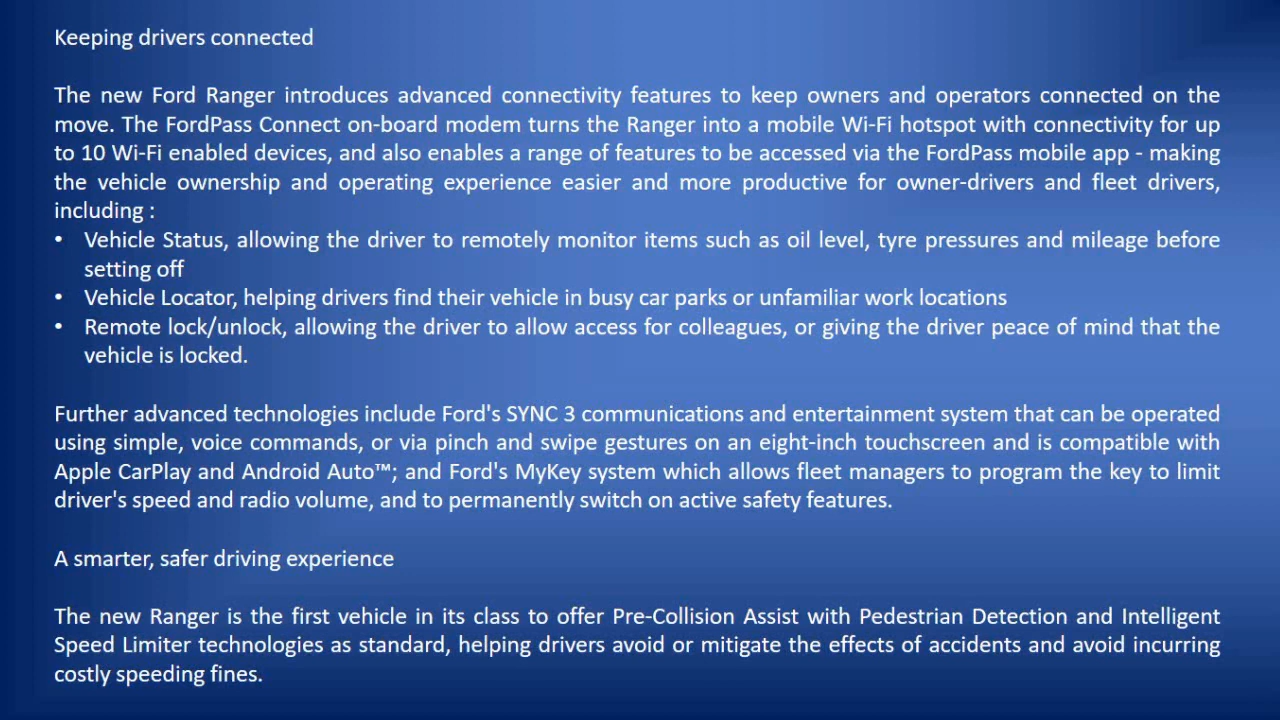 Keeping drivers connected
The new Ford Ranger introduces advanced connectivity features to keep owners and operators connected on the
move. The FordPass Connect on-board modem turns the Ranger into a mobile Wi-Fi hotspot with connectivity for up
to 10 Wi-Fi enabled devices, and also enables a range of features to be accessed via the FordPass mobile app - making
the vehicle ownership and operating experience easier and more productive for owner-drivers and fleet drivers,
including :
• Vehicle Status, allowing the driver to remotely monitor items such as oil level, tyre pressures and mileage before
setting off
• Vehicle Locator, helping drivers find their vehicle in busy car parks or unfamiliar work locations
• Remote lock/unlock, allowing the driver to allow access for colleagues, or giving the driver peace of mind that the
vehicle is locked.
Further advanced technologies include Ford's SYNC 3 communications and entertainment system that can be operated
using simple, voice commands, or via pinch and swipe gestures on an eight-inch touchscreen and is compatible with
Apple CarPlay and Android Auto™; and Ford's MyKey system which allows fleet managers to program the key to limit
driver's speed and radio volume, and to permanently switch on active safety features.
A smarter, safer driving experience
The new Ranger is the first vehicle in its class to offer Pre-Collision Assist with Pedestrian Detection and Intelligent
Speed Limiter technologies as standard, helping drivers avoid or mitigate the effects of accidents and avoid incurring
costly speeding fines.